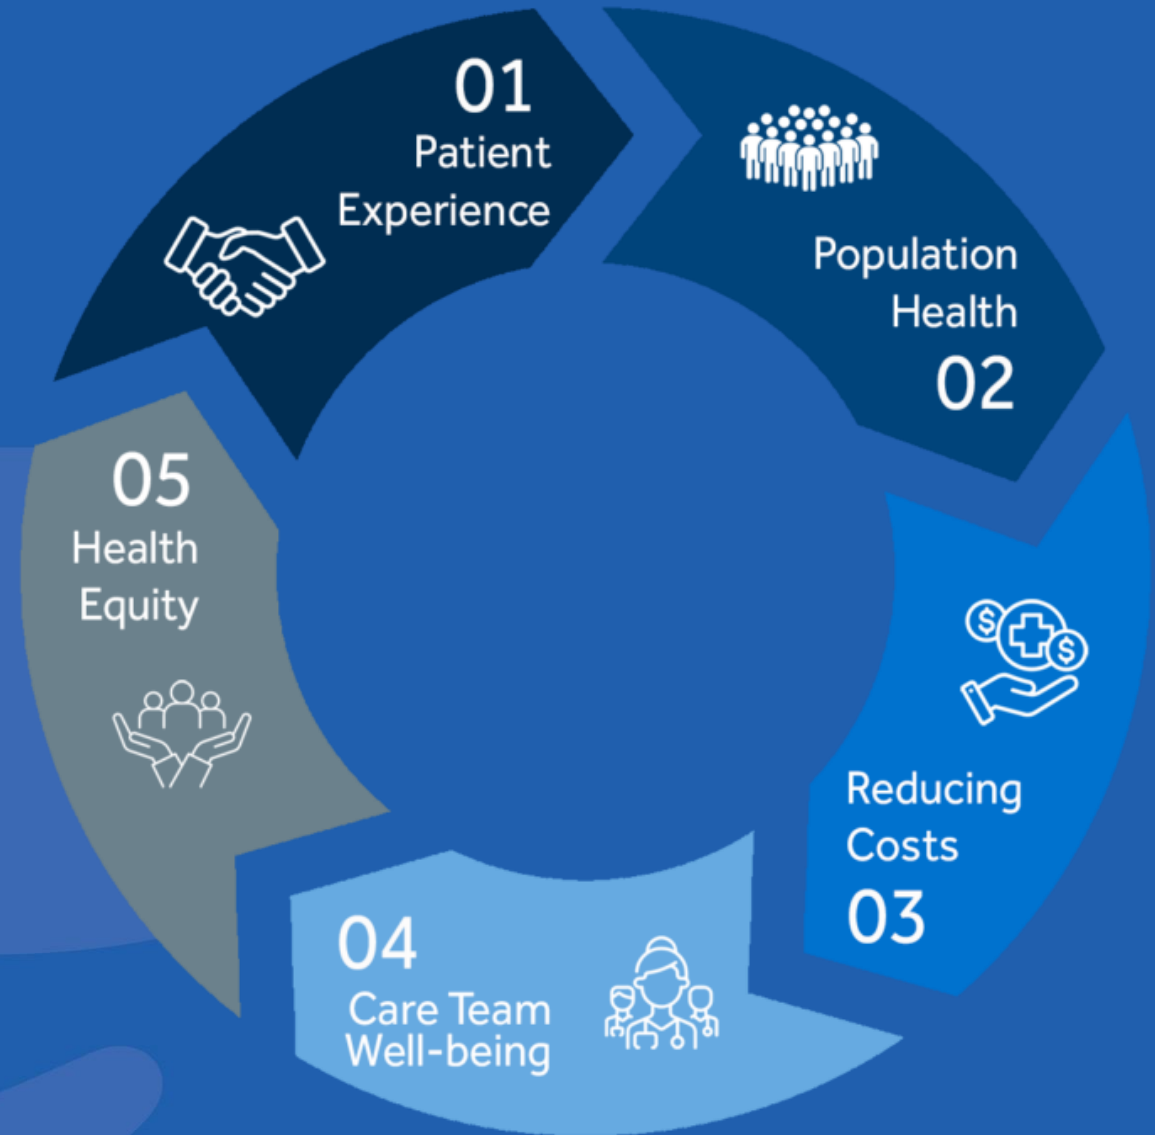 01
Patient
Experience
Population
Health
02
$
$
Reducing
Costs
03
04
Care Team
Well-being
05
Health
Equity